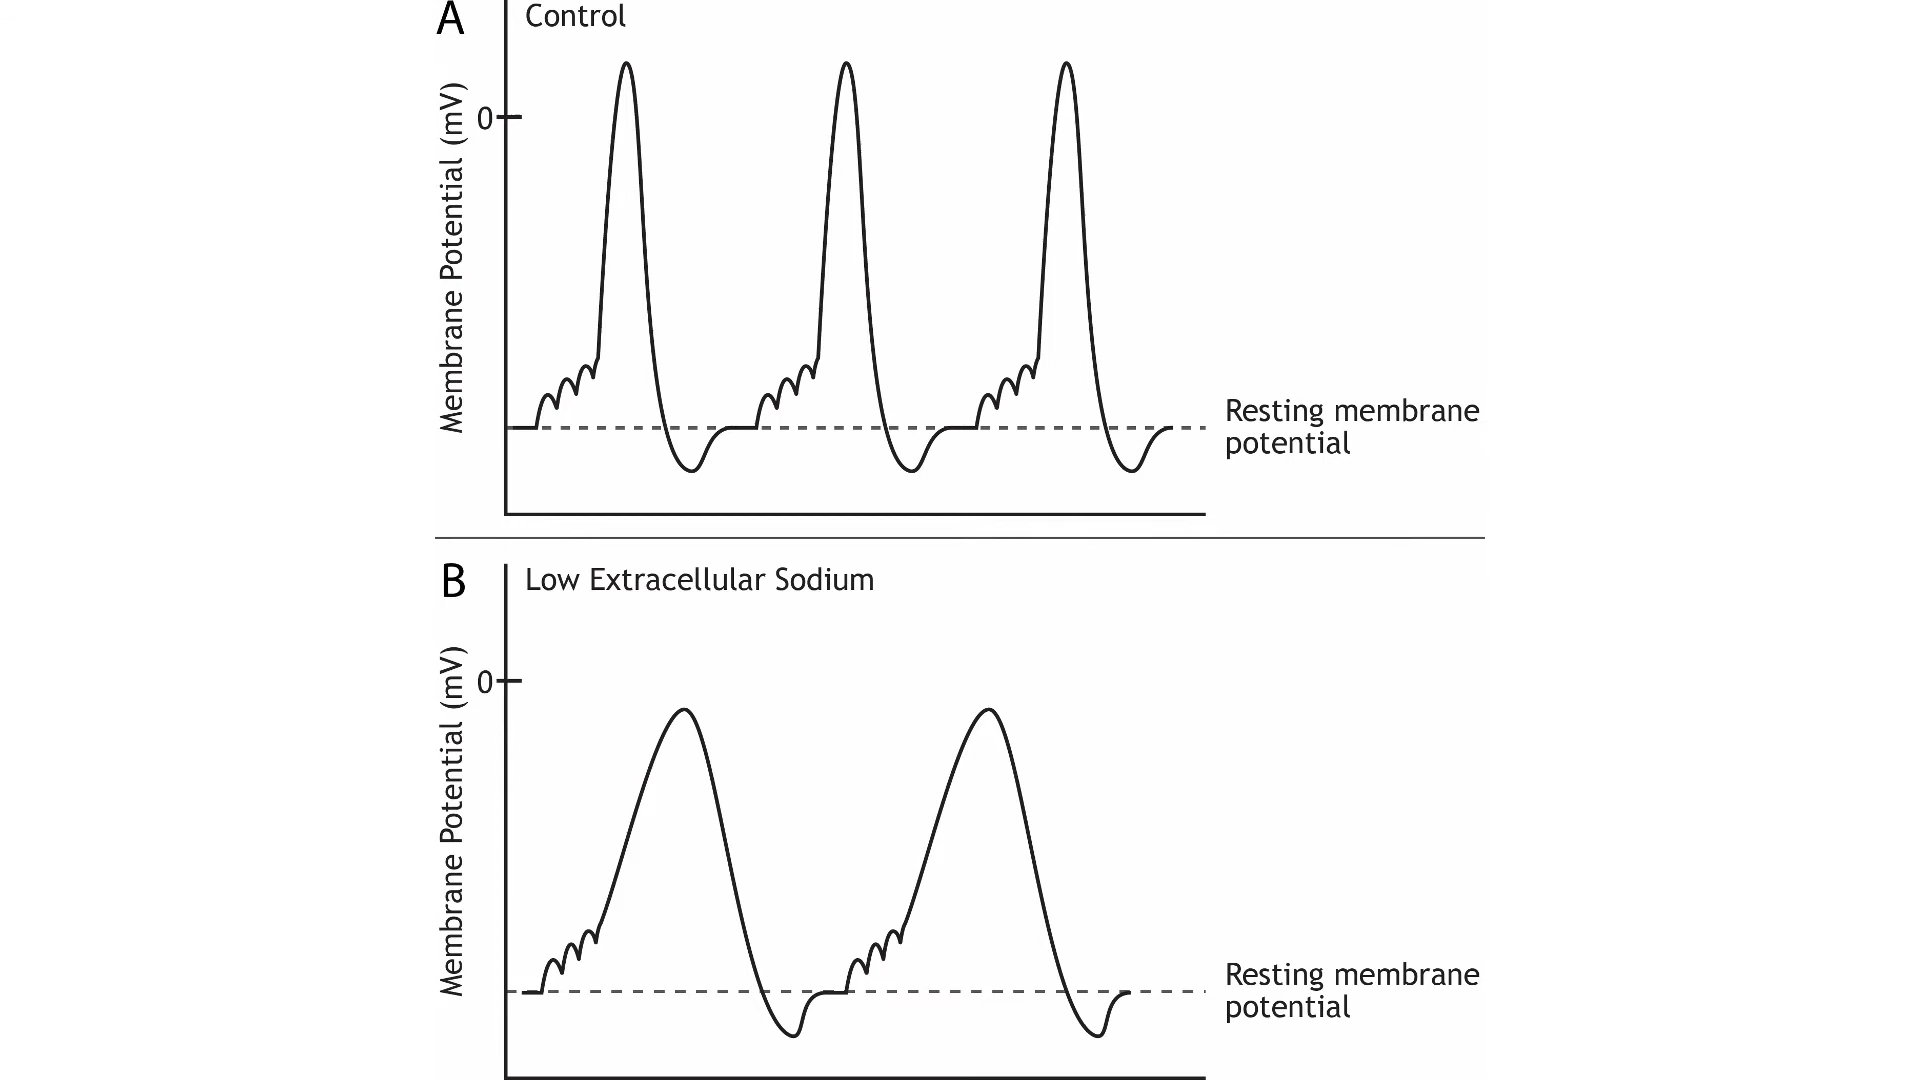 A
Control
Membrane Potential (mV)
0
Resting membrane
potential
B
Low Extracellular Sodium
Membrane Potential (mV)
0
Resting membrane
potential